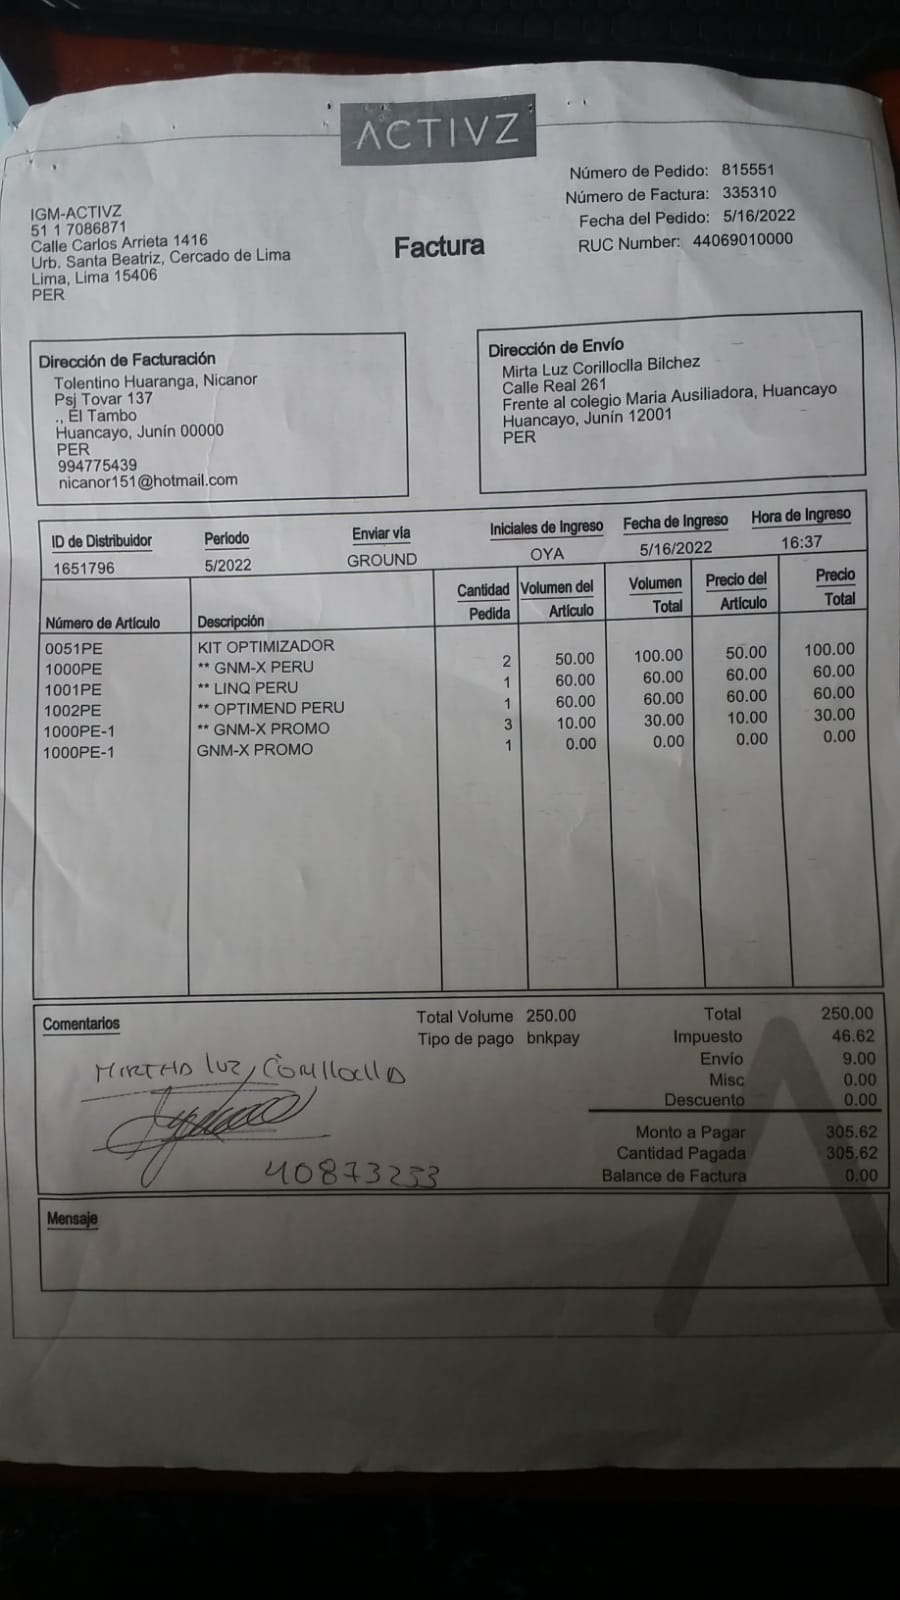 ACTIVZ
IGM-ACTIVZ
51 1 7086871
Calle Carlos Arrieta 1416
Urb. Santa Beatriz, Cercado de Lima
Lima, Lima 15406
PER
Factura
Número de Pedido: 815551
Número de Factura: 335310
Fecha del Pedido: 5/16/2022
RUC Number: 44069010000
Dirección de Facturación
Tolentino Huaranga, Nicanor
Psj Tovar 137
., El Tambo
Huancayo, Junín 00000
PER
994775439
nicanor151@hotmail.com
Dirección de Envío
Mirta Luz Corilloclla Bilchez
Calle Real 261
Frente al colegio Maria Ausiliadora, Huancayo
Huancayo, Junín 12001
PER
ID de Distribuidor Período Enviar vía Iniciales de Ingreso Fecha de Ingreso Hora de Ingreso
1651796 5/2022 GROUND OYA 5/16/2022 16:37
Número de Artículo Descripción Cantidad Pedida Volumen del Artículo Volumen Total Precio del Artículo Precio Total
0051PE KIT OPTIMIZADOR 2 50.00 100.00 50.00 100.00
1000PE ** GNM-X PERU 1 60.00 60.00 60.00 60.00
1001PE ** LINQ PERU 1 60.00 60.00 60.00 60.00
1002PE ** OPTIMEND PERU 3 10.00 30.00 10.00 30.00
1000PE-1 ** GNM-X PROMO 1 0.00 0.00 0.00 0.00
1000PE-1 GNM-X PROMO
Comentarios
Total Volume 250.00
Tipo de pago bnkpay
Total 250.00
Impuesto 46.62
Envío 9.00
Misc 0.00
Descuento 0.00
Monto a Pagar 305.62
Cantidad Pagada 305.62
Balance de Factura 0.00
MIRTHA LUZ, Corilloclla
40873253
Mensaje